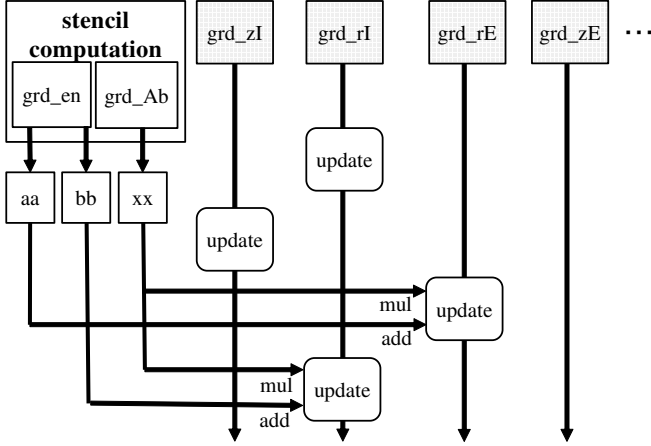 stencil
computation
grd_zI
grd_rI
grd_rE
grd_zE
...
grd_en
grd_Ab
update
aa
bb
xx
update
update
mul
add
update
mul
add